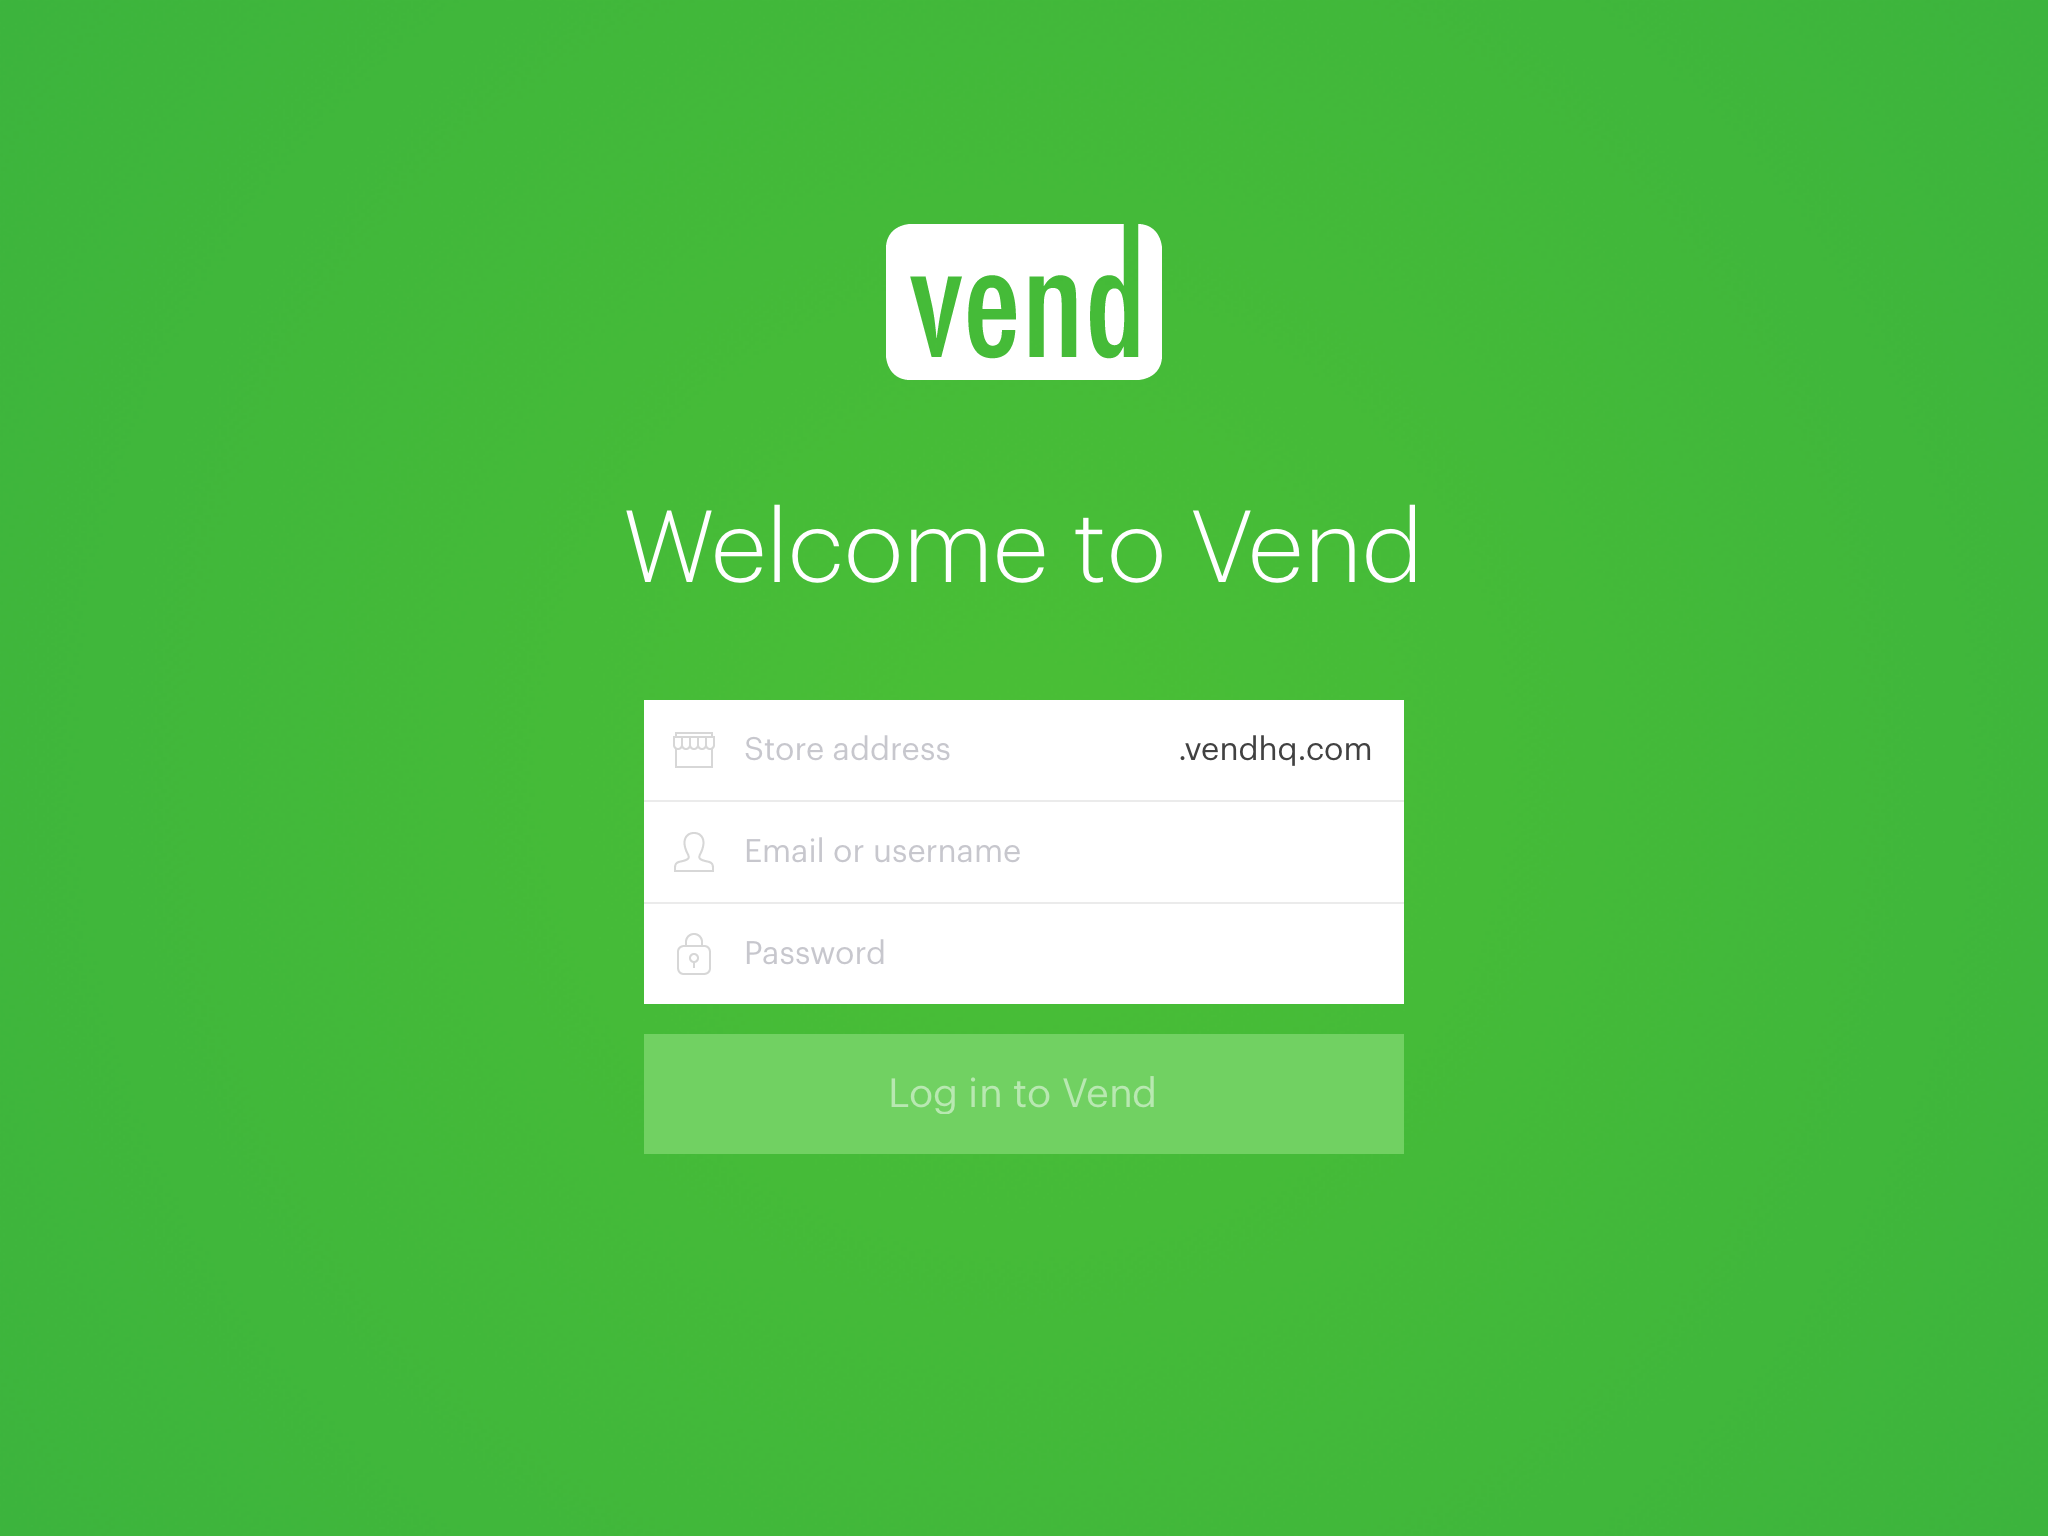 vend
Welcome to Vend
Store address .vendhq.com
Email or username
Password
Log in to Vend